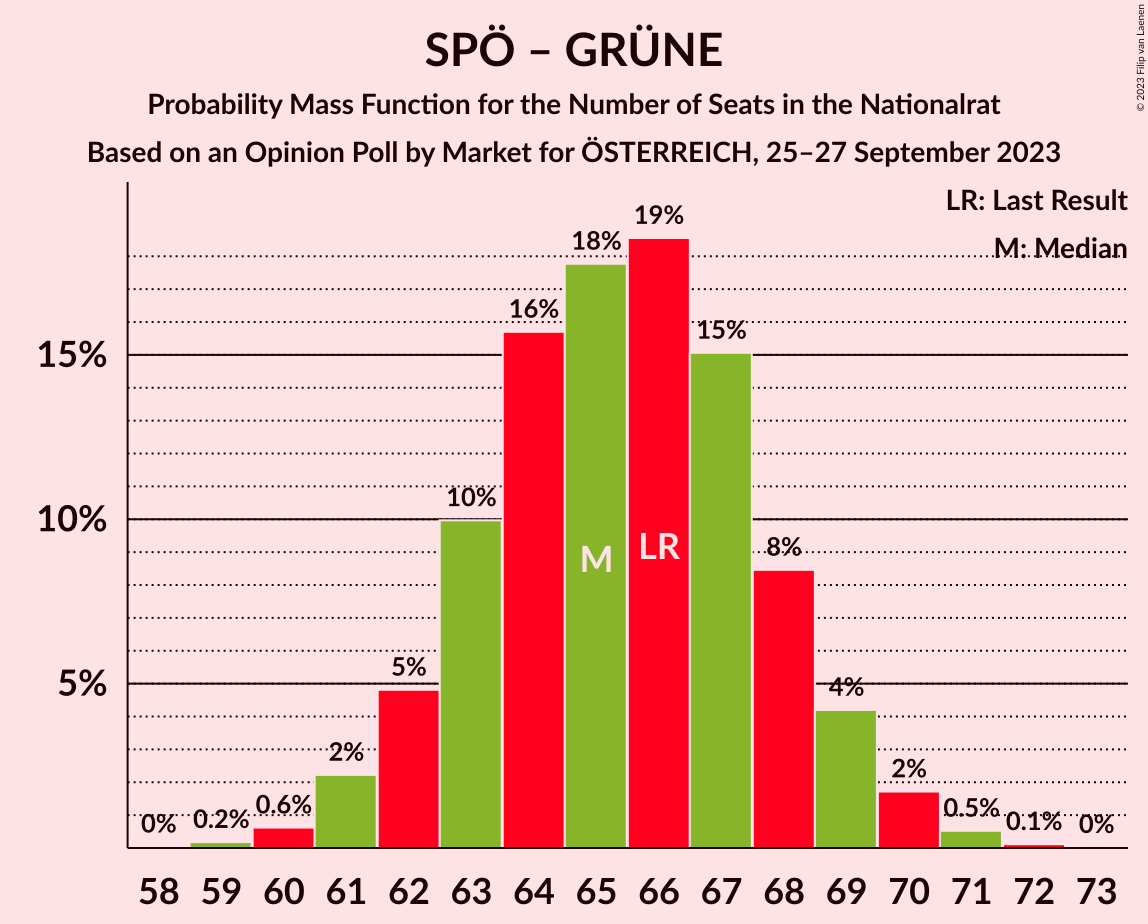 SPÖ – GRÜNE
Probability Mass Function for the Number of Seats in the Nationalrat
Based on an Opinion Poll by Market for ÖSTERREICH, 25–27 September 2023
© 2023 Filip van Laenen
LR: Last Result
M: Median
19%
18%
16%
15%
15%
10%
10%
M
LR
8%
5%
5%
4%
2%
2%
0%
0.2%
0.6%
0.5%
0.1%
0%
58 59 60 61 62 63 64 65 66 67 68 69 70 71 72 73